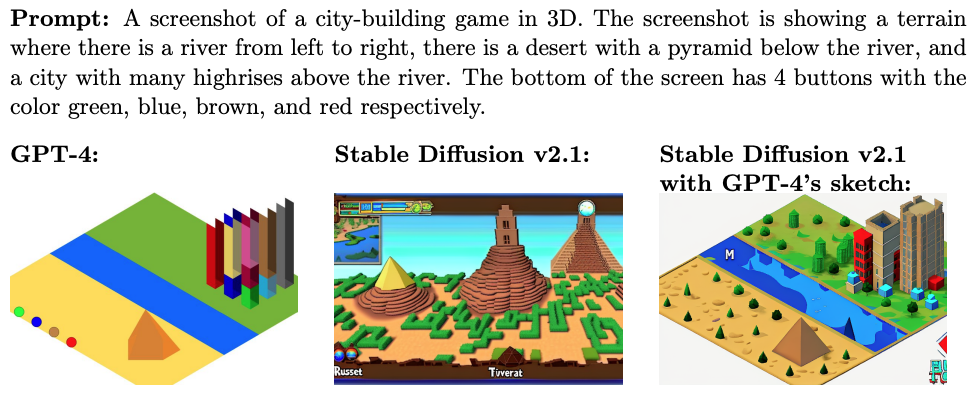 Prompt: A screenshot of a city-building game in 3D. The screenshot is showing a terrain
where there is a river from left to right, there is a desert with a pyramid below the river, and
a city with many highrises above the river. The bottom of the screen has 4 buttons with the
color green, blue, brown, and red respectively.
GPT-4:
Stable Diffusion v2.1:
Stable Diffusion v2.1
with GPT-4's sketch:
M
Russet
Tüverat